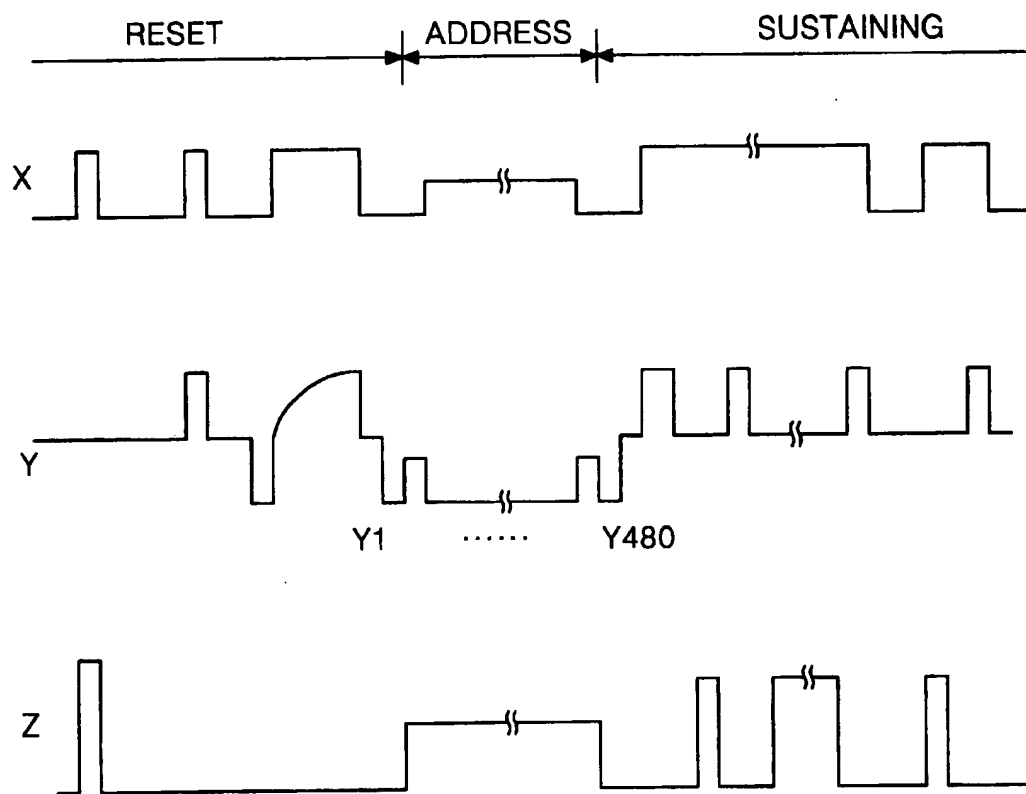 RESET ADDRESS SUSTAINING
X
Y
Y1 ...... Y480
Z